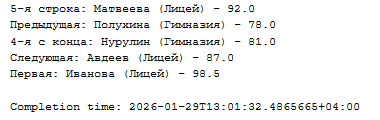 5-я строка: Матвеева (Лицей) - 92.0
Предыдущая: Полухина (Гимназия) - 78.0
4-я с конца: Нурулин (Гимназия) - 81.0
Следующая: Авдеев (Лицей) - 87.0
Первая: Иванова (Лицей) - 98.5
Completion time: 2026-01-29T13:01:32.4865665+04:00